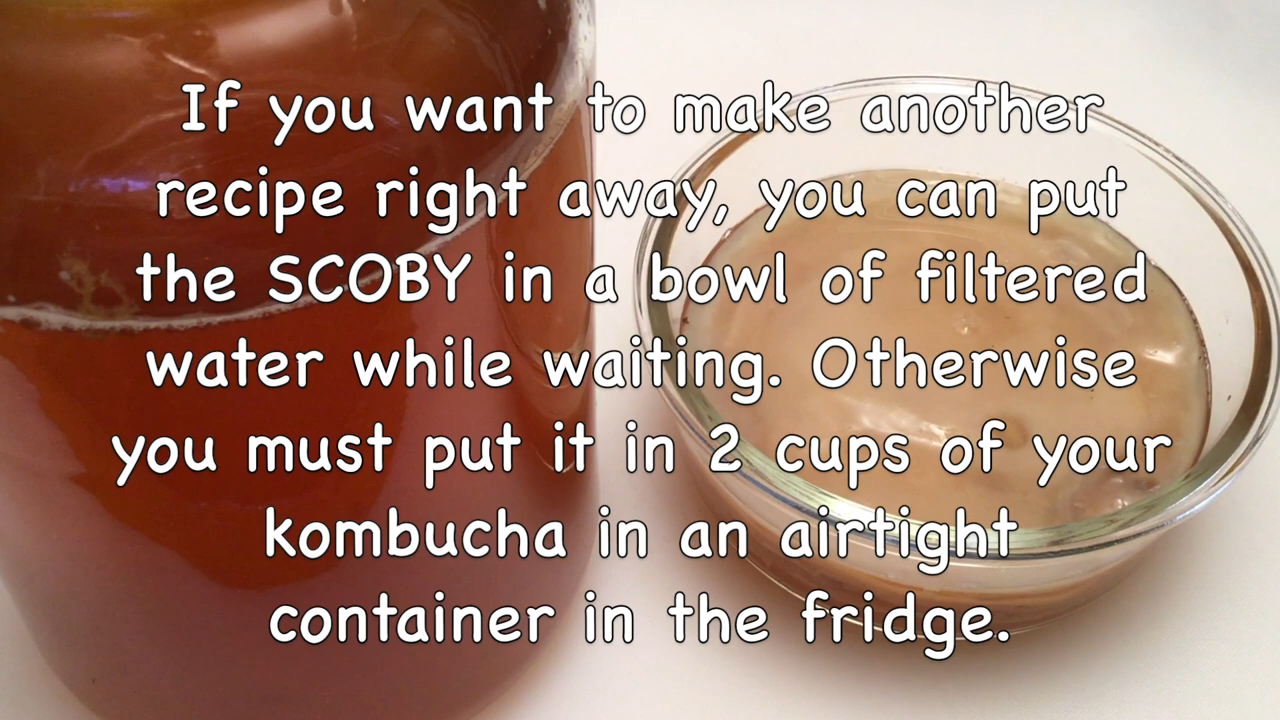 If you want to make another
recipe right away, you can put
the SCOBY in a bowl of filtered
water while waiting. Otherwise
you must put it in 2 cups of your
kombucha in an airtight
container in the fridge.